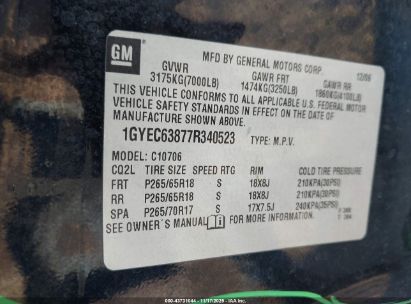 GM
MFD BY GENERAL MOTORS CORP. 12/06
GVWR GAWR FRT GAWR RR
3175KG(7000LB) 1474KG(3250LB) 1860KG(4100LB)
THIS VEHICLE CONFORMS TO ALL APPLICABLE U.S. FEDERAL MOTOR
VEHICLE SAFETY STANDARDS IN EFFECT ON THE DATE OF
MANUFACTURE SHOWN ABOVE.
1GYEC63877R340523 TYPE: M.P.V.
MODEL: C10706
CQ2L TIRE SIZE SPEED RTG RIM COLD TIRE PRESSURE
FRT P265/65R18 S 18X8J 210KPA(30PSI)
RR P265/65R18 S 18X8J 210KPA(30PSI)
SPA P265/70R17 S 17X7.5J 240KPA(35PSI)
SEE OWNER'S MANUAL FOR MORE INFORMATION.